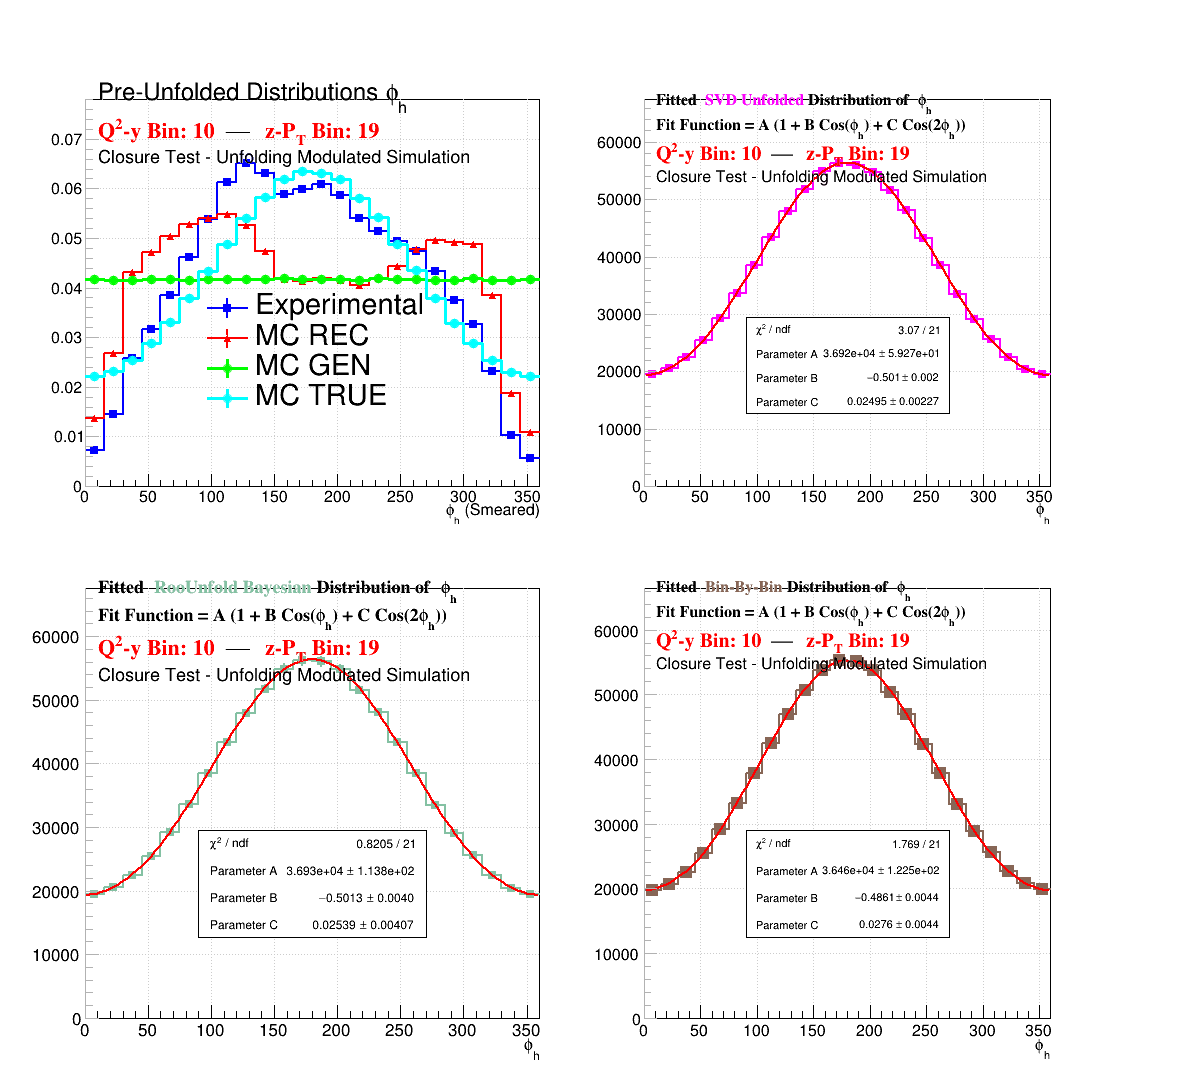 Pre-Unfolded Distributions ϕh
Q²-y Bin: 10 — z-PT Bin: 19
Closure Test - Unfolding Modulated Simulation
0.07
0.06
0.05
0.04
0.03
0.02
0.01
0
Experimental
MC REC
MC GEN
MC TRUE
0 50 100 150 200 250 300 350
ϕh (Smeared)
Fitted SVD Unfolded Distribution of ϕh
Fit Function = A (1 + B Cos(ϕh) + C Cos(2ϕh))
Q²-y Bin: 10 — z-PT Bin: 19
Closure Test - Unfolding Modulated Simulation
60000
50000
40000
30000
20000
10000
0
χ² / ndf 3.07 / 21
Parameter A 3.692e+04 ± 5.927e+01
Parameter B −0.501 ± 0.002
Parameter C 0.02495 ± 0.00227
0 50 100 150 200 250 300 350
ϕh
Fitted RooUnfold Bayesian Distribution of ϕh
Fit Function = A (1 + B Cos(ϕh) + C Cos(2ϕh))
Q²-y Bin: 10 — z-PT Bin: 19
Closure Test - Unfolding Modulated Simulation
60000
50000
40000
30000
20000
10000
0
χ² / ndf 0.8205 / 21
Parameter A 3.693e+04 ± 1.138e+02
Parameter B −0.5013 ± 0.0040
Parameter C 0.02539 ± 0.00407
0 50 100 150 200 250 300 350
ϕh
Fitted Bin-By-Bin Distribution of ϕh
Fit Function = A (1 + B Cos(ϕh) + C Cos(2ϕh))
Q²-y Bin: 10 — z-PT Bin: 19
Closure Test - Unfolding Modulated Simulation
60000
50000
40000
30000
20000
10000
0
χ² / ndf 1.769 / 21
Parameter A 3.646e+04 ± 1.225e+02
Parameter B −0.4861 ± 0.0044
Parameter C 0.0276 ± 0.0044
0 50 100 150 200 250 300 350
ϕh